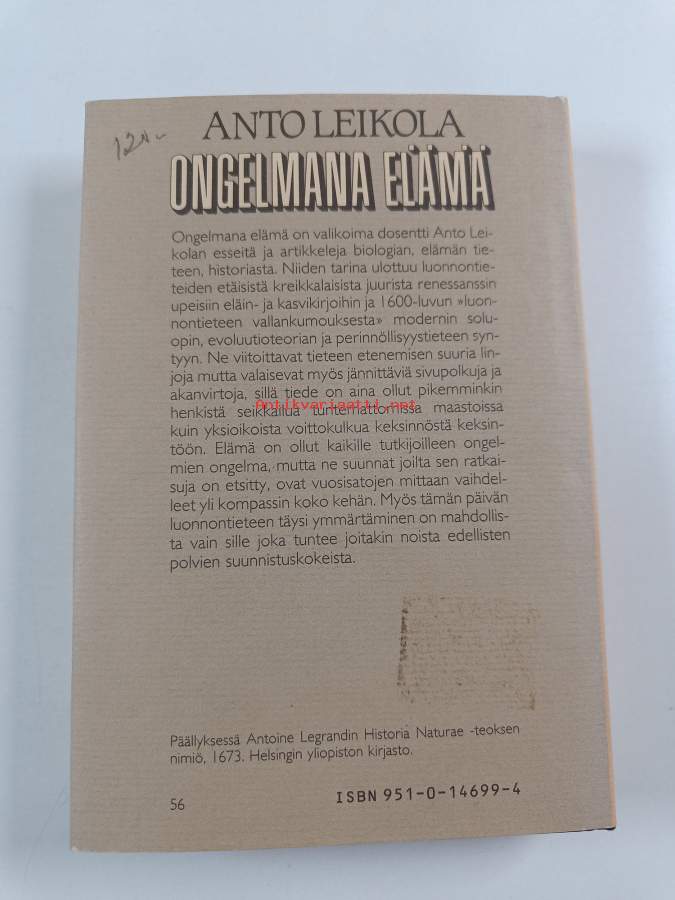 120,-
ANTO LEIKOLA
ONGELMANA ELÄMÄ
Ongelmana elämä on valikoima dosentti Anto Lei-
kolan esseitä ja artikkeleja biologian, elämän tie-
teen, historiasta. Niiden tarina ulottuu luonnontie-
teiden etäisistä kreikkalaisista juurista renessanssin
upeisiin eläin- ja kasvikirjoihin ja 1600-luvun »luon-
nontieteen vallankumouksesta» modernin solu-
opin, evoluutioteorian ja perinnöllisyystieteen syn-
tyyn. Ne viitoittavat tieteen etenemisen suuria lin-
joja mutta valaisevat myös jännittäviä sivupolkuja ja
akanvirtoja, sillä tiede on aina ollut pikemminkin
Antikvariaatti.net
henkistä seikkailua tuntemattomissa maastoissa
kuin yksioikoista voittokulkua keksinnöstä keksin-
töön. Elämä on ollut kaikille tutkijoilleen ongel-
mien ongelma, mutta ne suunnat joilta sen ratkai-
suja on etsitty, ovat vuosisatojen mittaan vaihdel-
leet yli kompassin koko kehän. Myös tämän päivän
luonnontieteen täysi ymmärtäminen on mahdollis-
ta vain sille joka tuntee joitakin noista edellisten
polvien suunnistuskokeista.
Päällyksessä Antoine Legrandin Historia Naturae -teoksen
nimiö, 1673. Helsingin yliopiston kirjasto.
56
ISBN 951-0-14699-4